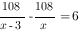 108/(x-3) - 108/x = 6